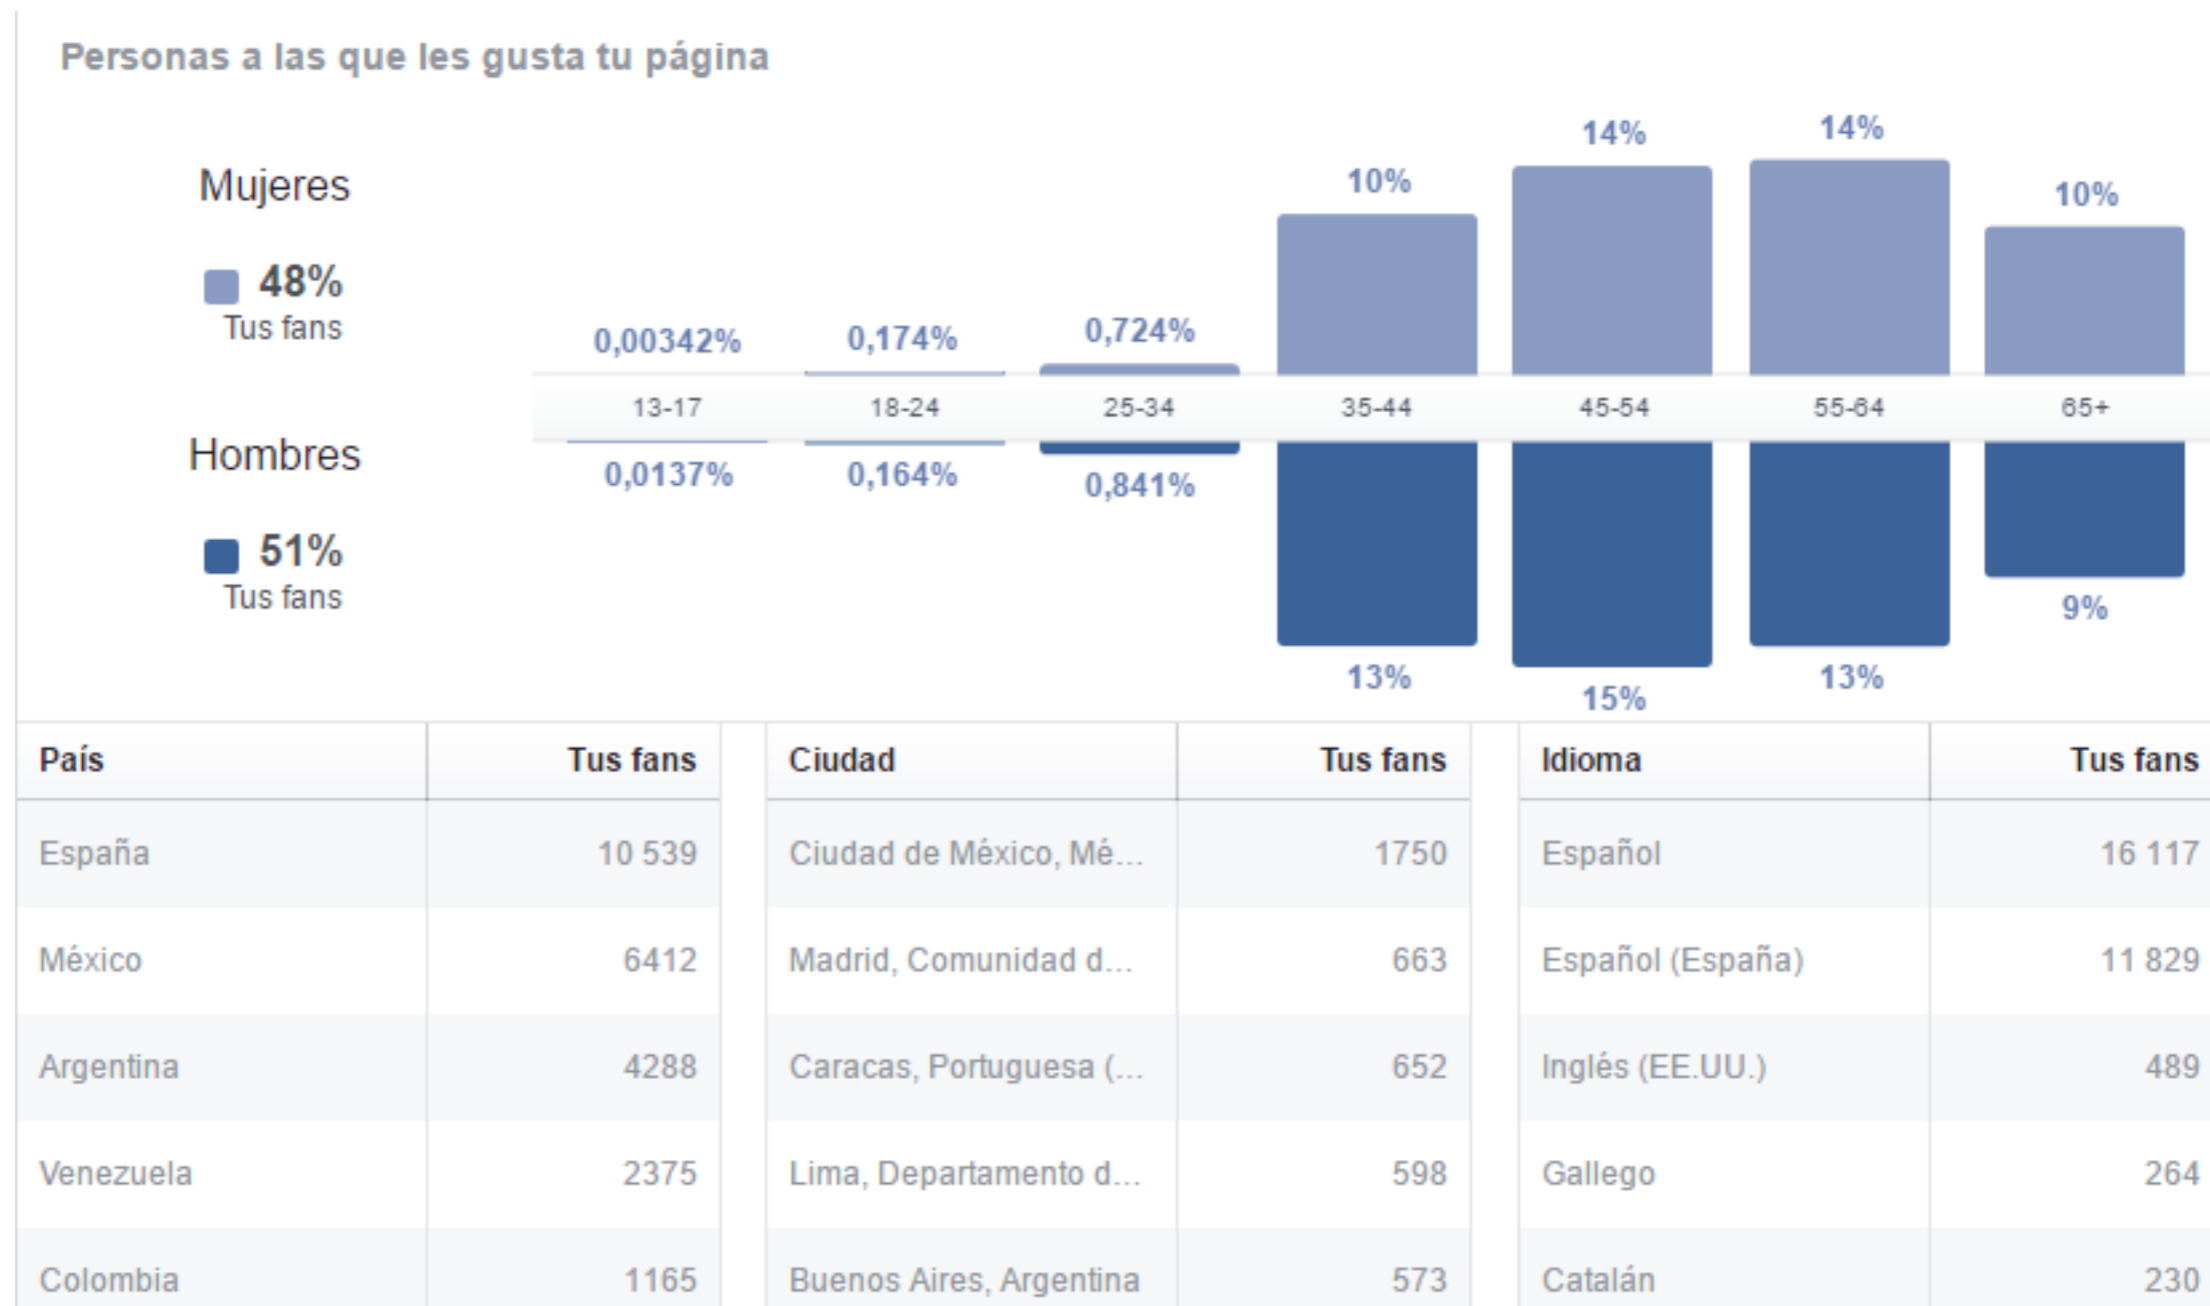 Personas a las que les gusta tu página
Mujeres
48%
Tus fans
0,00342% 0,174% 0,724% 10% 14% 14% 10%
13-17 18-24 25-34 35-44 45-54 55-64 65+
Hombres
51%
Tus fans
0,0137% 0,164% 0,841% 13% 15% 13% 9%
País Tus fans Ciudad Tus fans Idioma Tus fans
España 10 539 Ciudad de México, Mé... 1750 Español 16 117
México 6412 Madrid, Comunidad d... 663 Español (España) 11 829
Argentina 4288 Caracas, Portuguesa (... 652 Inglés (EE.UU.) 489
Venezuela 2375 Lima, Departamento d... 598 Gallego 264
Colombia 1165 Buenos Aires, Argentina 573 Catalán 230